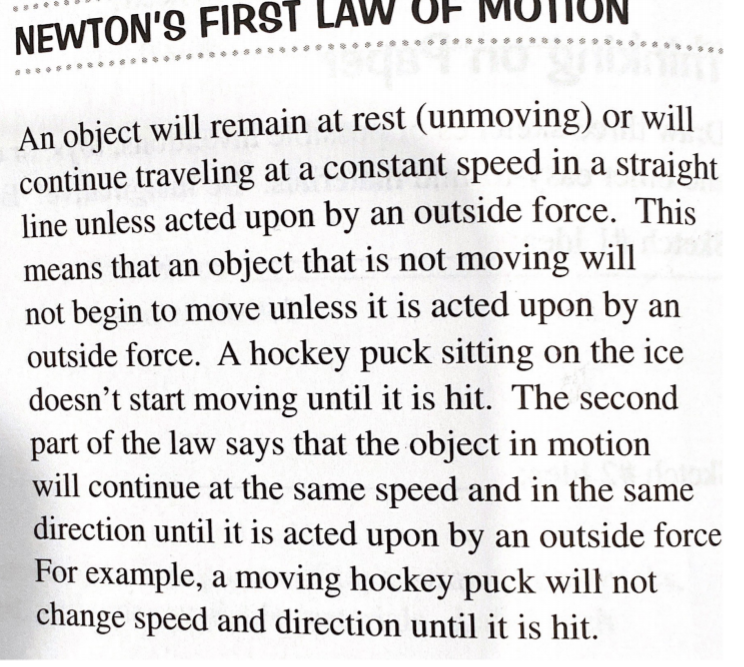 NEWTON'S FIRST LAW OF MOTION
An object will remain at rest (unmoving) or will
continue traveling at a constant speed in a straight
line unless acted upon by an outside force. This
means that an object that is not moving will
not begin to move unless it is acted upon by an
outside force. A hockey puck sitting on the ice
doesn't start moving until it is hit. The second
part of the law says that the object in motion
will continue at the same speed and in the same
direction until it is acted upon by an outside force
For example, a moving hockey puck will not
change speed and direction until it is hit.